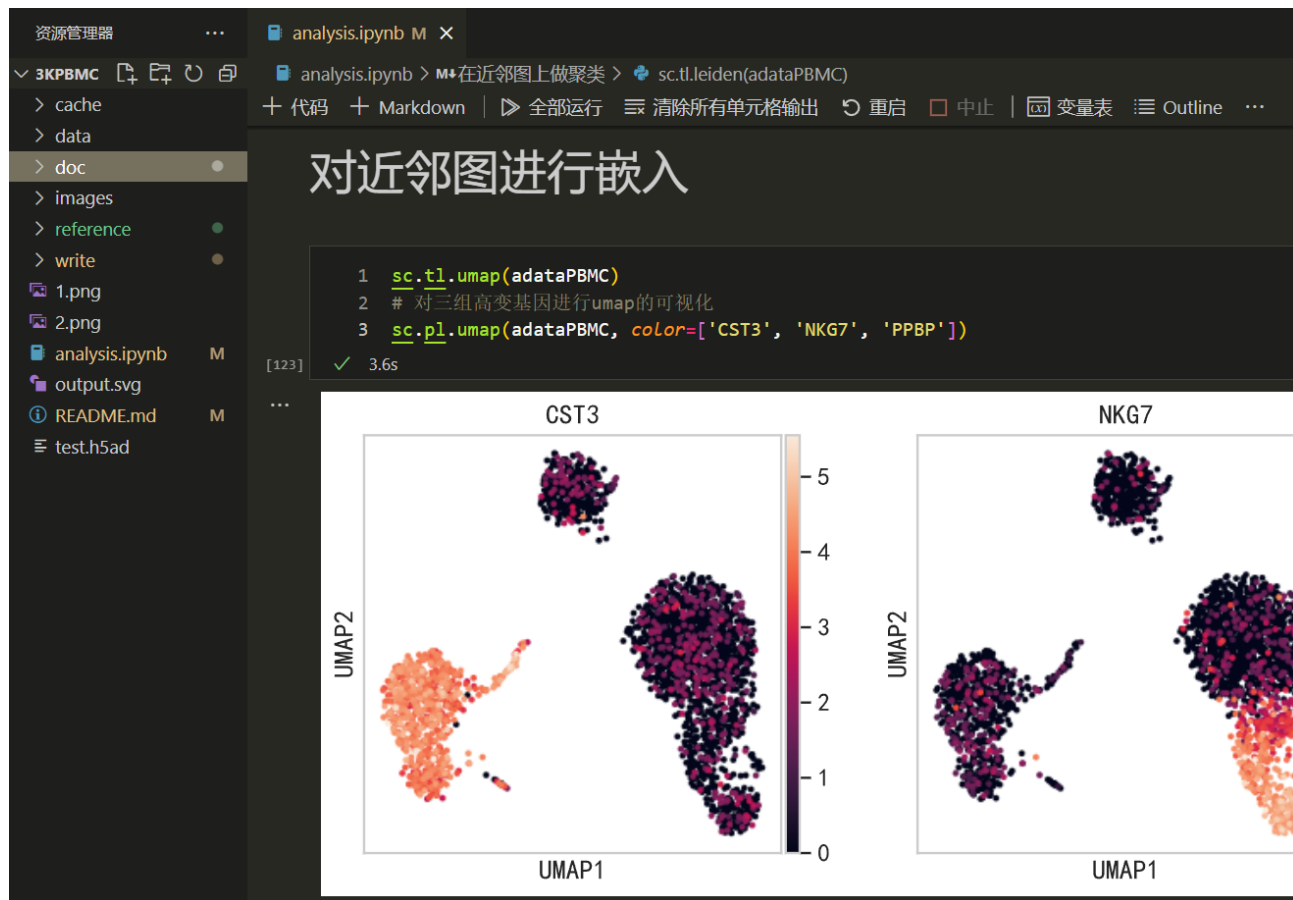 资源管理器
3KPBMC
cache
data
doc
images
reference
write
1.png
2.png
analysis.ipynb M
output.svg
README.md M
test.h5ad
analysis.ipynb M
analysis.ipynb > M↓在近邻图上做聚类 > sc.tl.leiden(adataPBMC)
+ 代码 + Markdown 全部运行 清除所有单元格输出 重启 中止 变量表 Outline ...
对近邻图进行嵌入
1 sc.tl.umap(adataPBMC)
2 # 对三组高变基因进行umap的可视化
3 sc.pl.umap(adataPBMC, color=['CST3', 'NKG7', 'PPBP'])
[123] 3.6s
CST3
UMAP2
UMAP1
5
4
3
2
1
0
NKG7
UMAP2
UMAP1